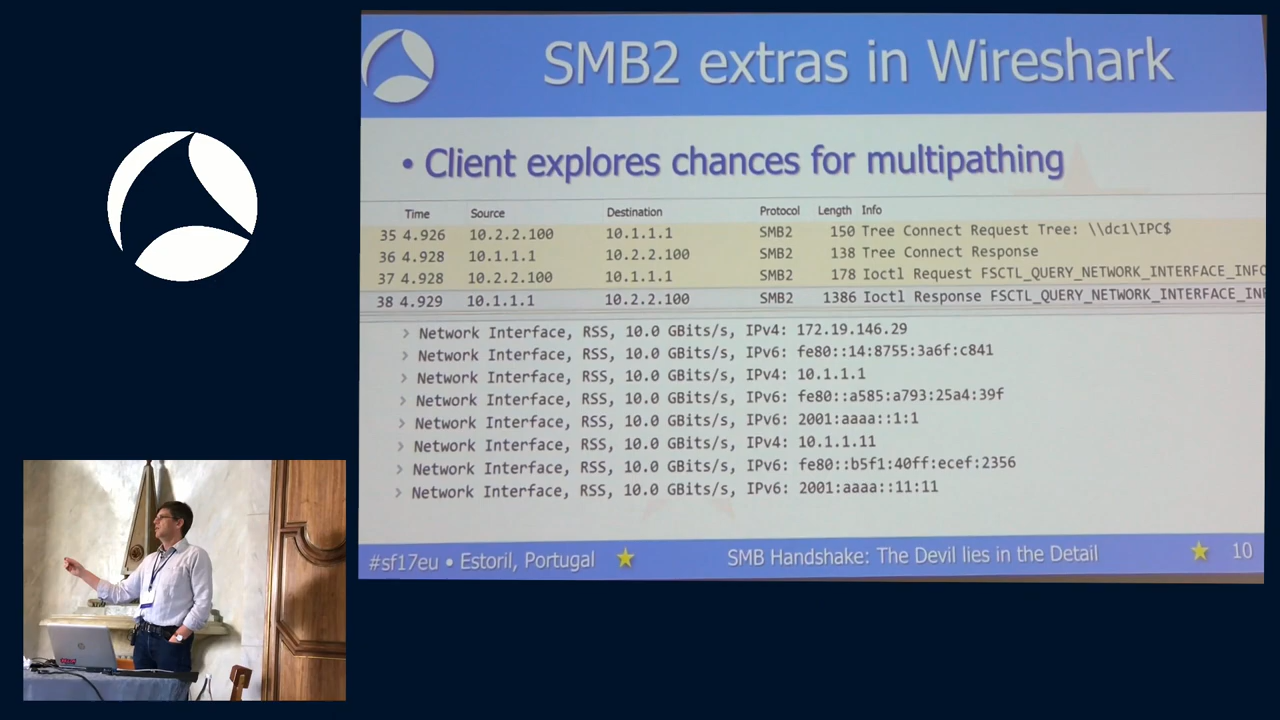 SMB2 extras in Wireshark
• Client explores chances for multipathing
Time Source Destination Protocol Length Info
35 4.926 10.2.2.100 10.1.1.1 SMB2 150 Tree Connect Request Tree: \\dc1\IPC$
36 4.928 10.1.1.1 10.2.2.100 SMB2 138 Tree Connect Response
37 4.928 10.2.2.100 10.1.1.1 SMB2 178 Ioctl Request FSCTL_QUERY_NETWORK_INTERFACE_INFO
38 4.929 10.1.1.1 10.2.2.100 SMB2 1386 Ioctl Response FSCTL_QUERY_NETWORK_INTERFACE_IN
> Network Interface, RSS, 10.0 GBits/s, IPv4: 172.19.146.29
> Network Interface, RSS, 10.0 GBits/s, IPv6: fe80::14:8755:3a6f:c841
> Network Interface, RSS, 10.0 GBits/s, IPv4: 10.1.1.1
> Network Interface, RSS, 10.0 GBits/s, IPv6: fe80::a585:a793:25a4:39f
> Network Interface, RSS, 10.0 GBits/s, IPv6: 2001:aaaa::1:1
> Network Interface, RSS, 10.0 GBits/s, IPv4: 10.1.1.11
> Network Interface, RSS, 10.0 GBits/s, IPv6: fe80::b5f1:40ff:ecef:2356
> Network Interface, RSS, 10.0 GBits/s, IPv6: 2001:aaaa::11:11
#sf17eu • Estoril, Portugal SMB Handshake: The Devil lies in the Detail 10